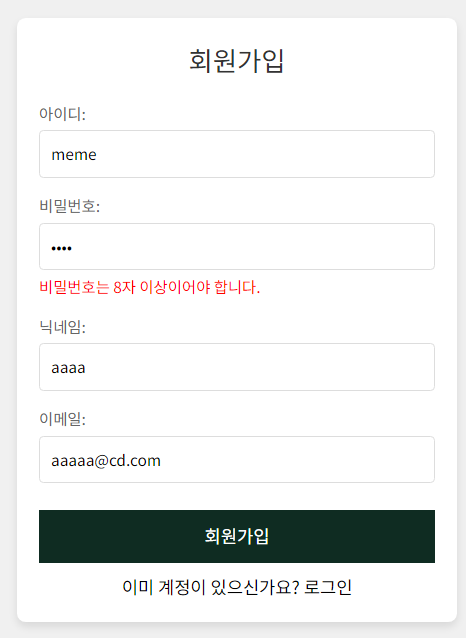 회원가입
아이디:
meme
비밀번호:
••••
비밀번호는 8자 이상이어야 합니다.
닉네임:
aaaa
이메일:
aaaaa@cd.com
회원가입
이미 계정이 있으신가요? 로그인